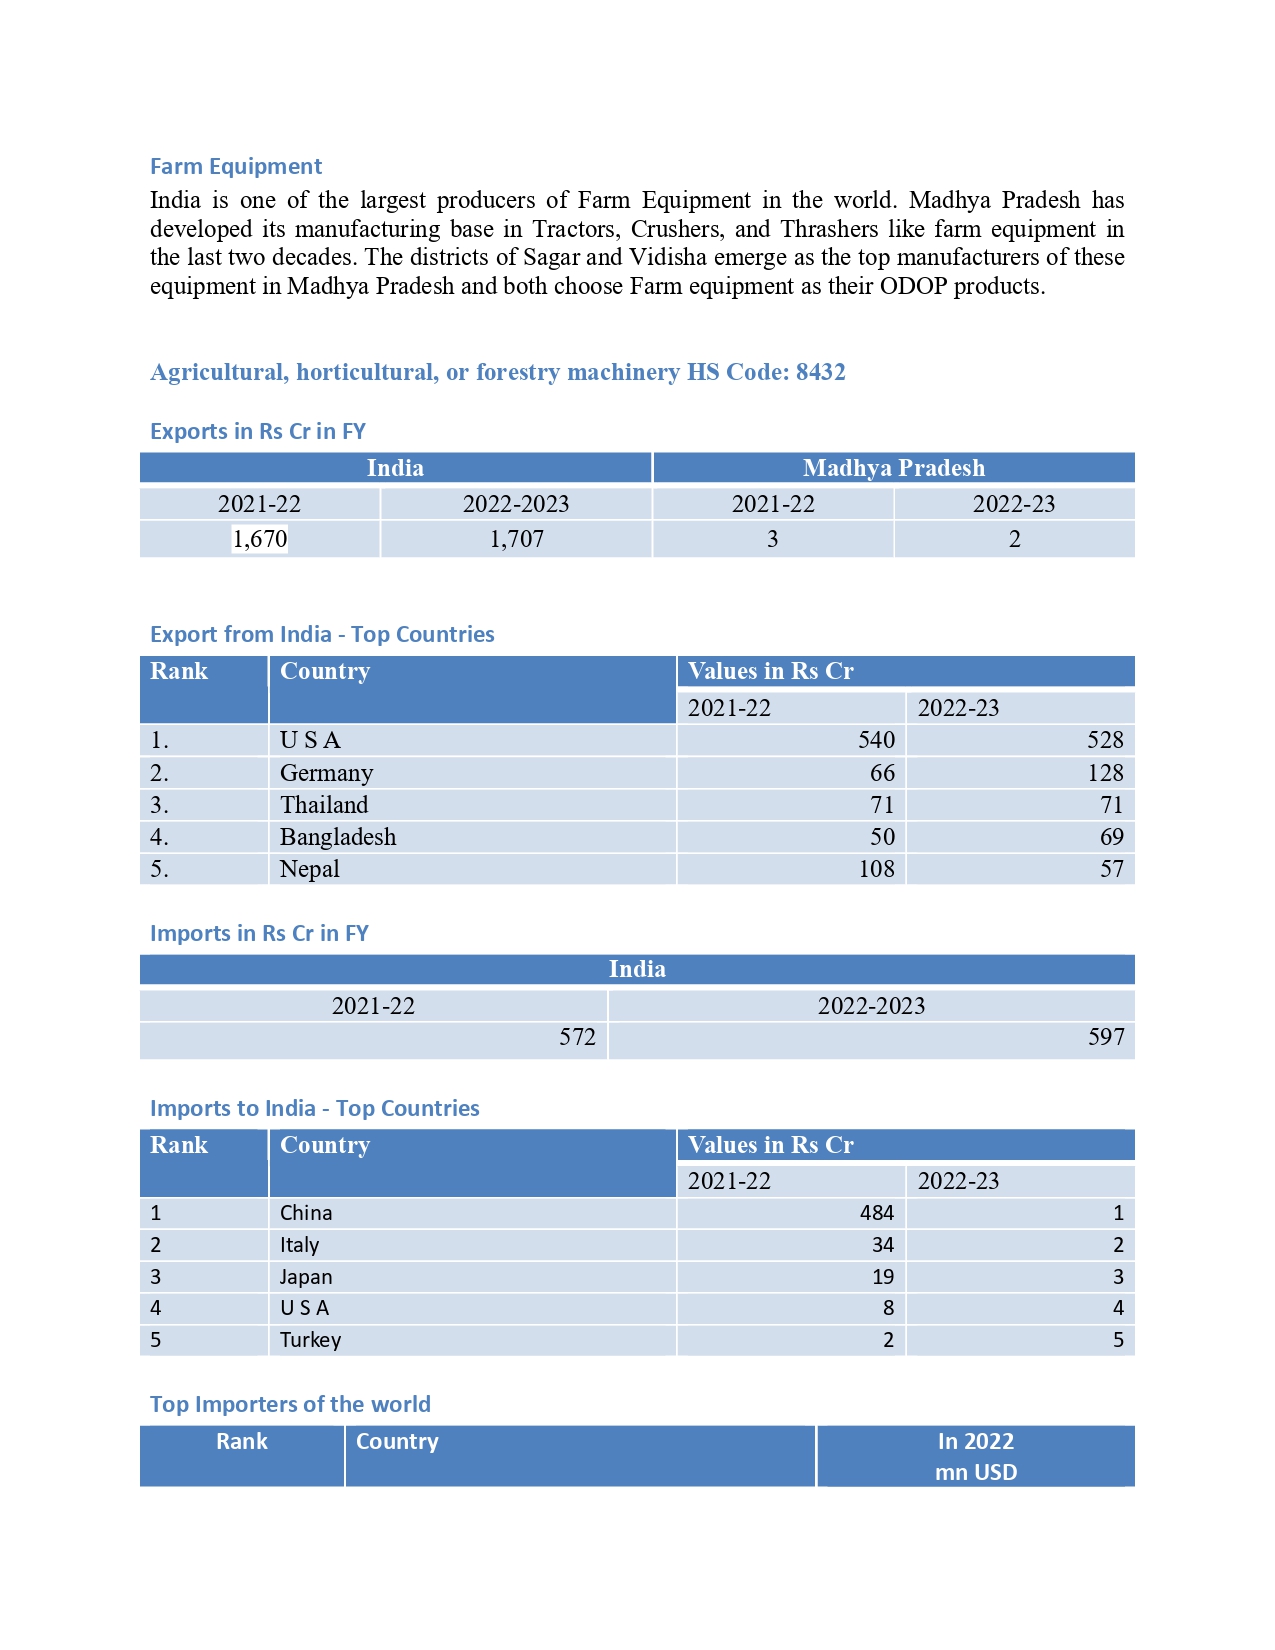 Farm Equipment
India is one of the largest producers of Farm Equipment in the world. Madhya Pradesh has
developed its manufacturing base in Tractors, Crushers, and Thrashers like farm equipment in
the last two decades. The districts of Sagar and Vidisha emerge as the top manufacturers of these
equipment in Madhya Pradesh and both choose Farm equipment as their ODOP products.
Agricultural, horticultural, or forestry machinery HS Code: 8432
Exports in Rs Cr in FY
India Madhya Pradesh
2021-22 2022-2023 2021-22 2022-23
1,670 1,707 3 2
Export from India - Top Countries
Rank Country Values in Rs Cr
2021-22 2022-23
1. U S A 540 528
2. Germany 66 128
3. Thailand 71 71
4. Bangladesh 50 69
5. Nepal 108 57
Imports in Rs Cr in FY
India
2021-22 2022-2023
572 597
Imports to India - Top Countries
Rank Country Values in Rs Cr
2021-22 2022-23
1 China 484 1
2 Italy 34 2
3 Japan 19 3
4 U S A 8 4
5 Turkey 2 5
Top Importers of the world
Rank Country In 2022
mn USD